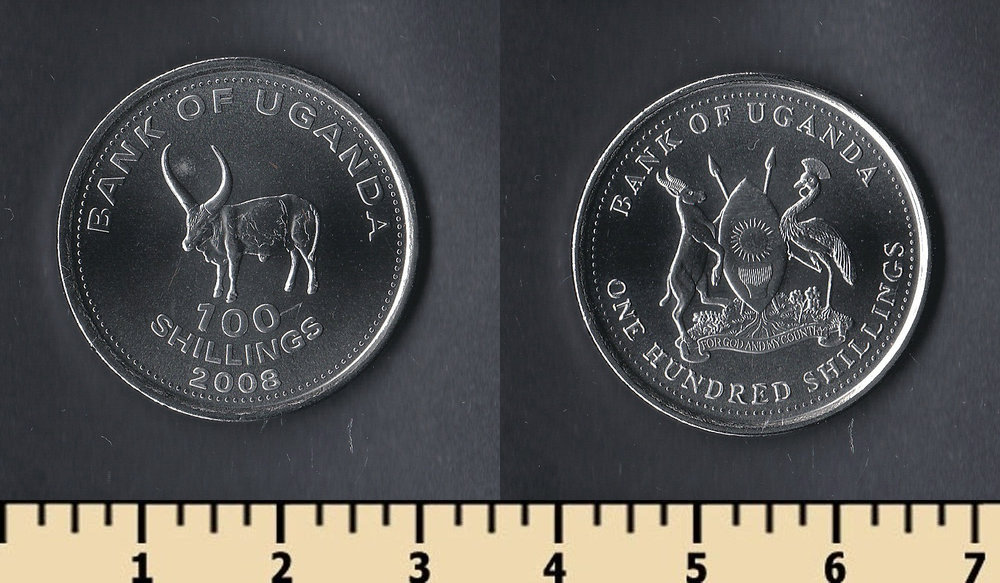 BANK OF UGANDA
100
SHILLINGS
2008
BANK OF UGANDA
FOR GOD AND MY COUNTRY
ONE HUNDRED SHILLINGS
1 2 3 4 5 6 7